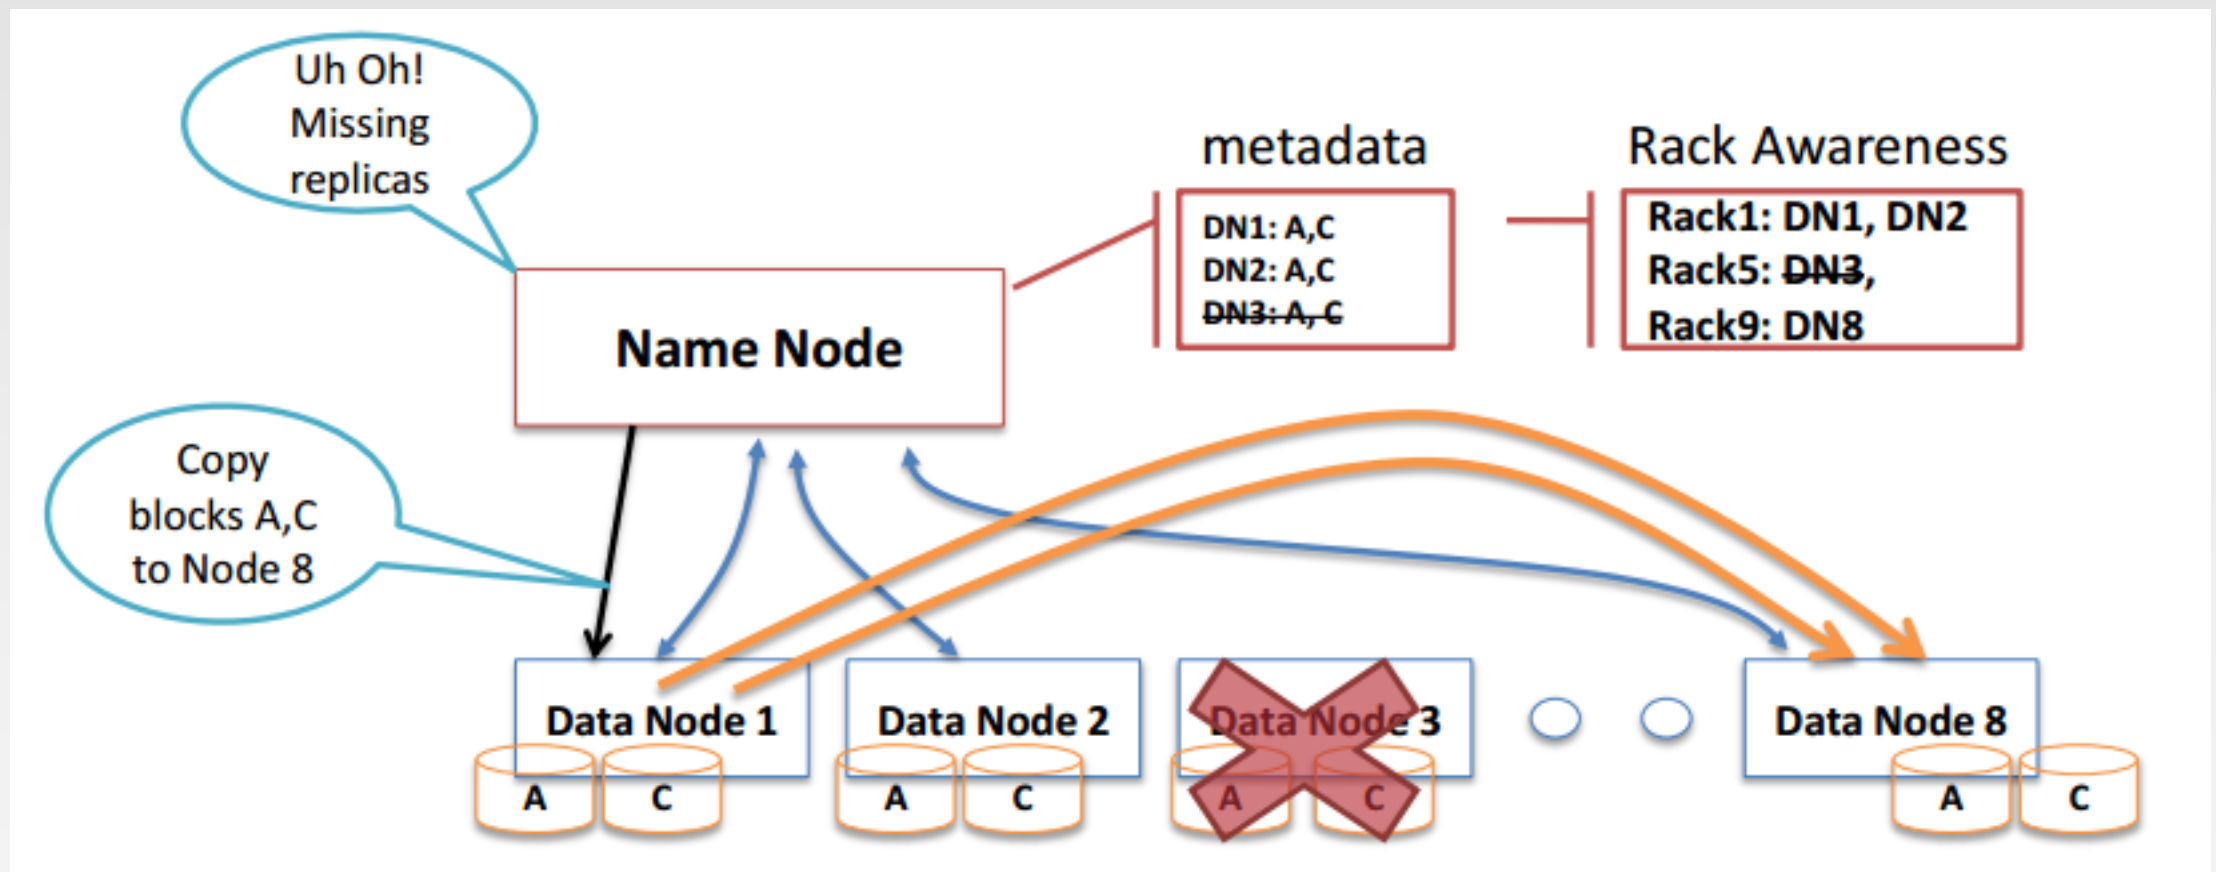 Uh Oh!
Missing
replicas
metadata
DN1: A,C
DN2: A,C
DN3: A, C
Rack Awareness
Rack1: DN1, DN2
Rack5: DN3,
Rack9: DN8
Name Node
Copy
blocks A,C
to Node 8
Data Node 1
A
C
Data Node 2
A
C
Data Node 3
A
C
Data Node 8
A
C